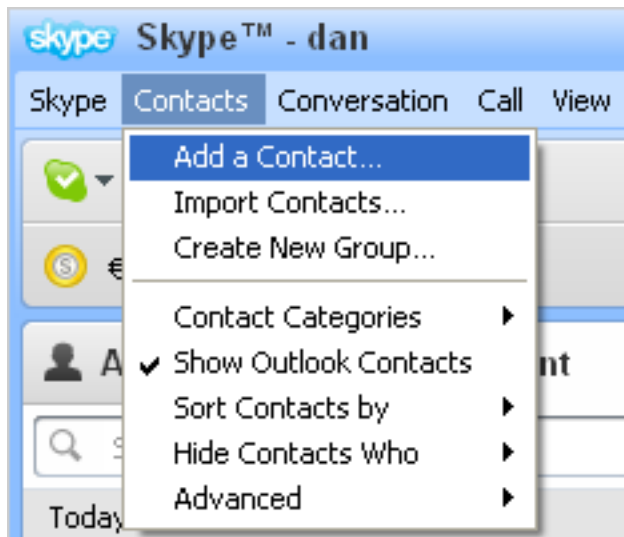 skype Skype™ - dan
Skype Contacts Conversation Call View
Add a Contact...
Import Contacts...
Create New Group...
€
Contact Categories
A nt
Show Outlook Contacts
Sort Contacts by
S
Hide Contacts Who
Advanced
Today